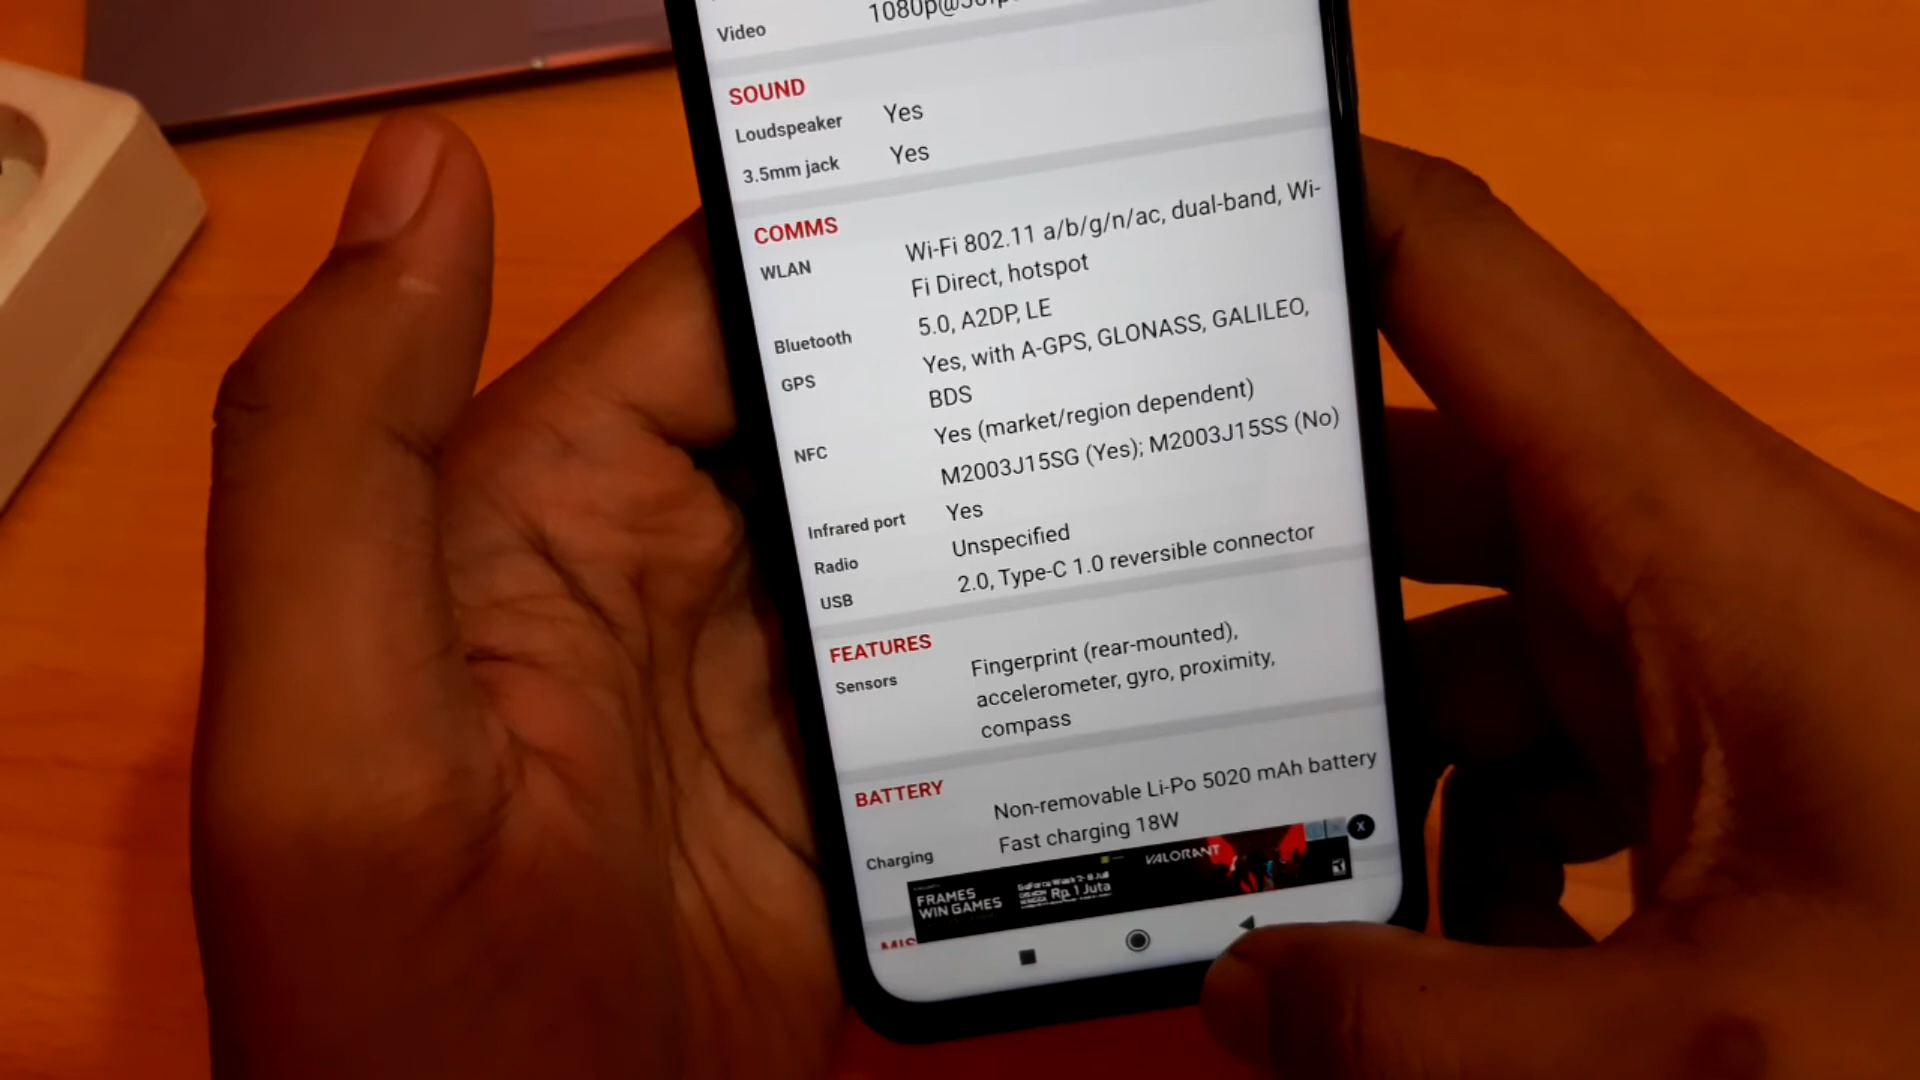 Video
SOUND
Loudspeaker Yes
3.5mm jack Yes
COMMS
WLAN Wi-Fi 802.11 a/b/g/n/ac, dual-band, Wi-
Fi Direct, hotspot
Bluetooth 5.0, A2DP, LE
GPS Yes, with A-GPS, GLONASS, GALILEO,
BDS
NFC Yes (market/region dependent)
M2003J15SG (Yes); M2003J15SS (No)
Infrared port Yes
Radio Unspecified
USB 2.0, Type-C 1.0 reversible connector
FEATURES
Sensors Fingerprint (rear-mounted),
accelerometer, gyro, proximity,
compass
BATTERY Non-removable Li-Po 5020 mAh battery
Charging Fast charging 18W
FRAMES
WIN GAMES
Rp. 1 Juta
VALORANT
X